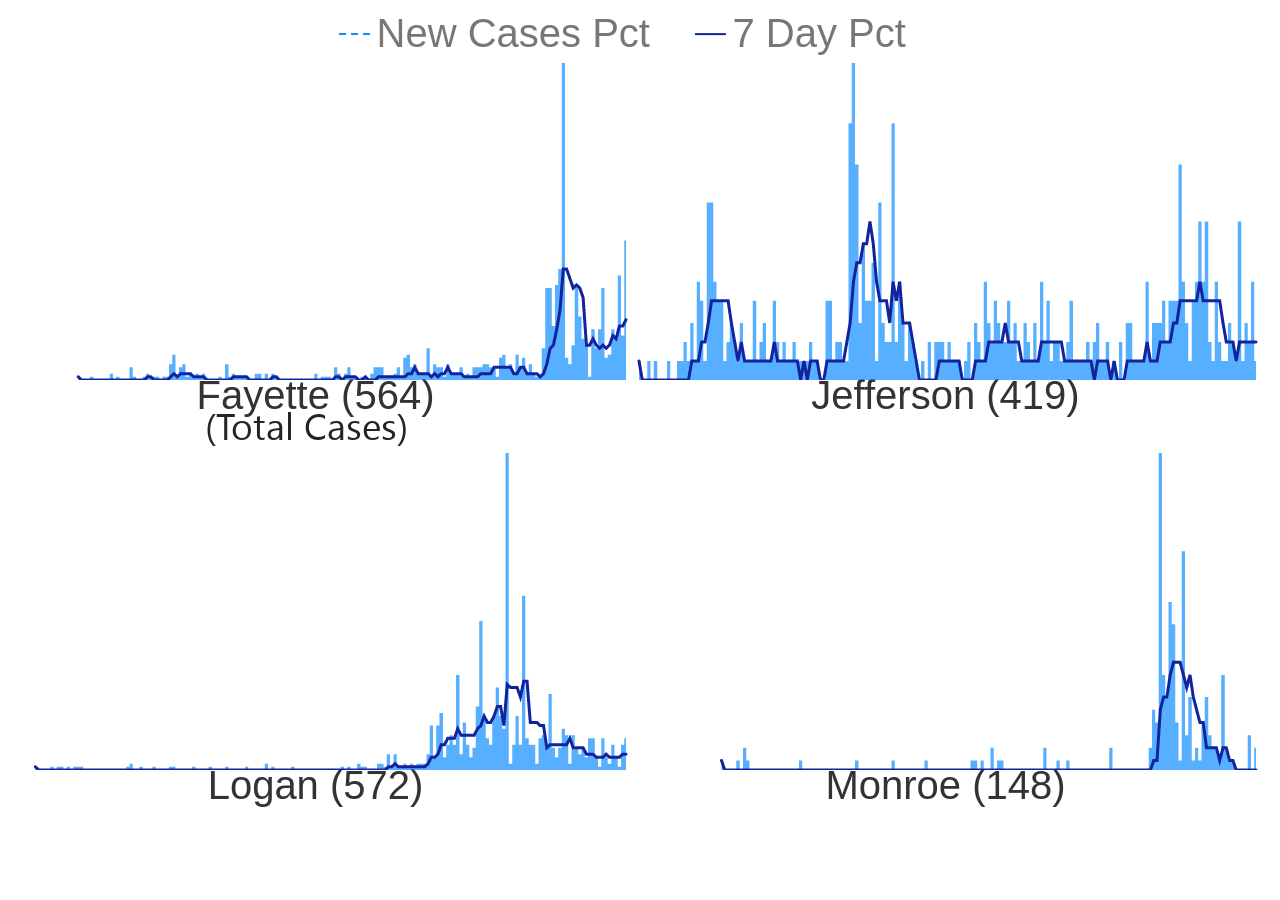 New Cases Pct 7 Day Pct
Fayette (564) Jefferson (419)
(Total Cases)
Logan (572) Monroe (148)